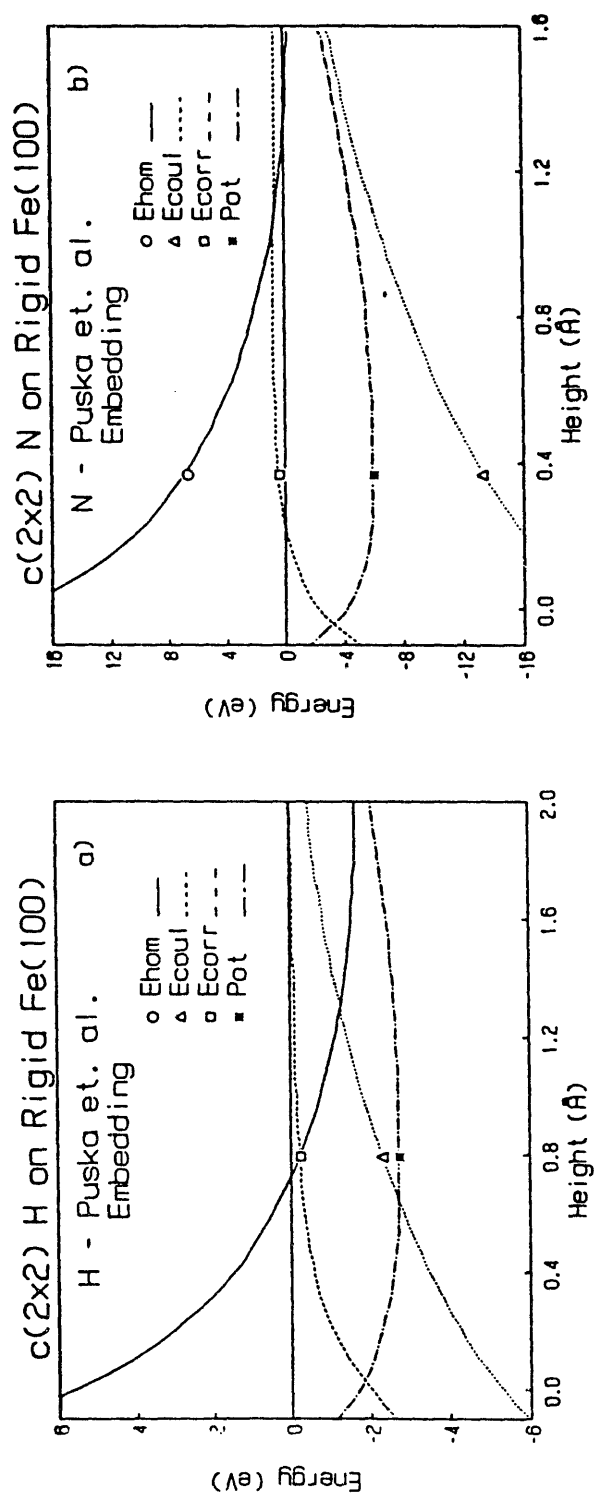 c(2x2) H on Rigid Fe(100)
H - Puska et. al.
Embedding
a)
Ehom
Ecoul
Ecorr
Pot
6
4
2
0
-2
-4
-6
Energy (eV)
0.0
0.4
0.8
1.2
1.6
2.0
Height (Å)
c(2x2) N on Rigid Fe(100)
N - Puska et. al.
Embedding
b)
Ehom
Ecoul
Ecorr
Pot
16
12
8
4
0
-4
-8
-12
-16
Energy (eV)
0.0
0.4
0.8
1.2
1.6
Height (Å)